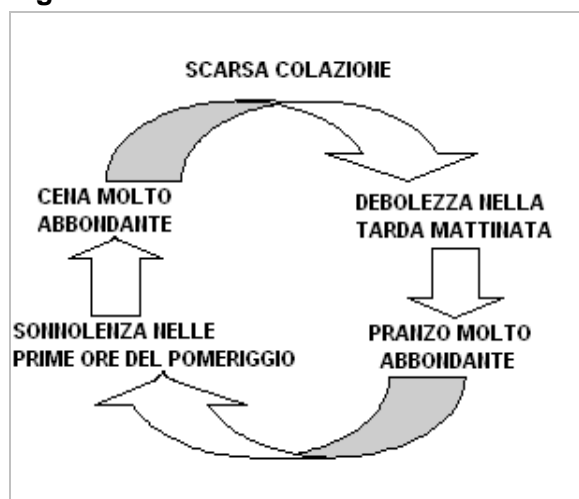 SCARSA COLAZIONE
CENA MOLTO
ABBONDANTE
DEBOLEZZA NELLA
TARDA MATTINATA
SONNOLENZA NELLE
PRIME ORE DEL POMERIGGIO
PRANZO MOLTO
ABBONDANTE